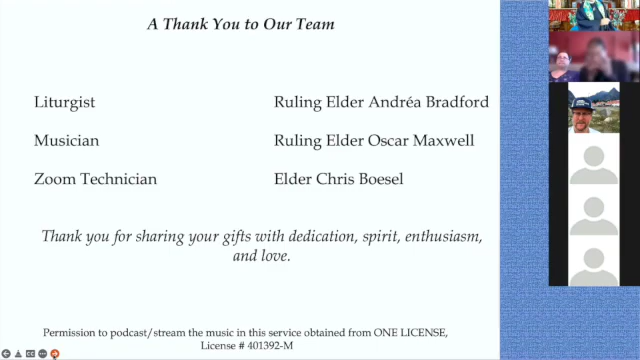 A Thank You to Our Team
Liturgist Ruling Elder Andréa Bradford
Musician Ruling Elder Oscar Maxwell
Zoom Technician Elder Chris Boesel
Thank you for sharing your gifts with dedication, spirit, enthusiasm,
and love.
Permission to podcast/stream the music in this service obtained from ONE LICENSE,
License # 401392-M